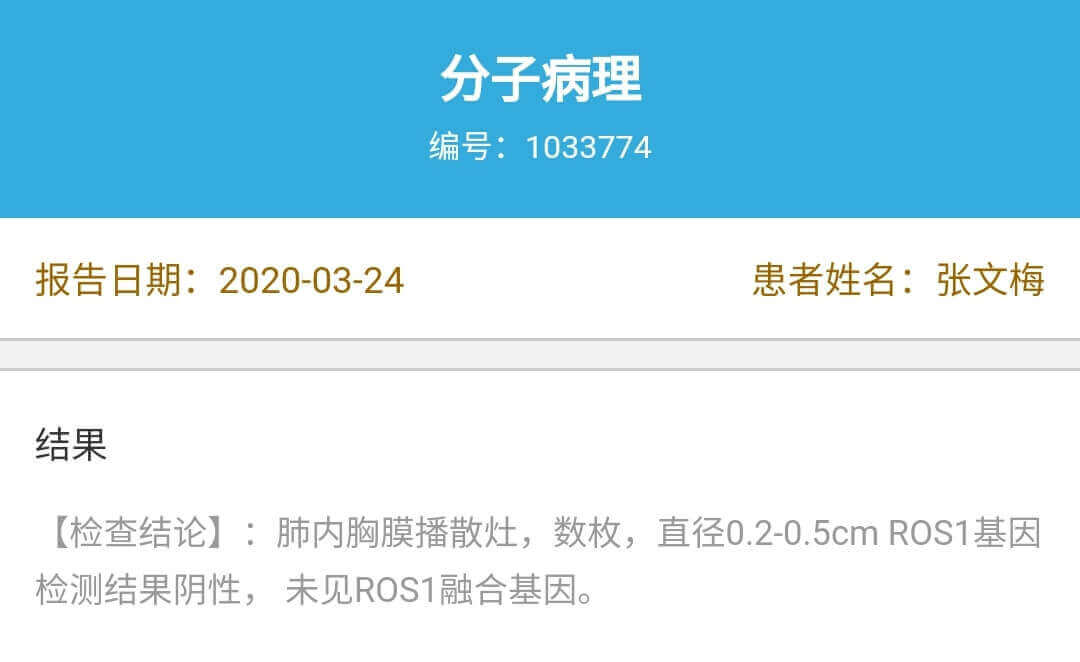 分子病理
编号：1033774
报告日期：2020-03-24 患者姓名：张文梅
结果
【检查结论】：肺内胸膜播散灶，数枚，直径0.2-0.5cm ROS1基因
检测结果阴性， 未见ROS1融合基因。